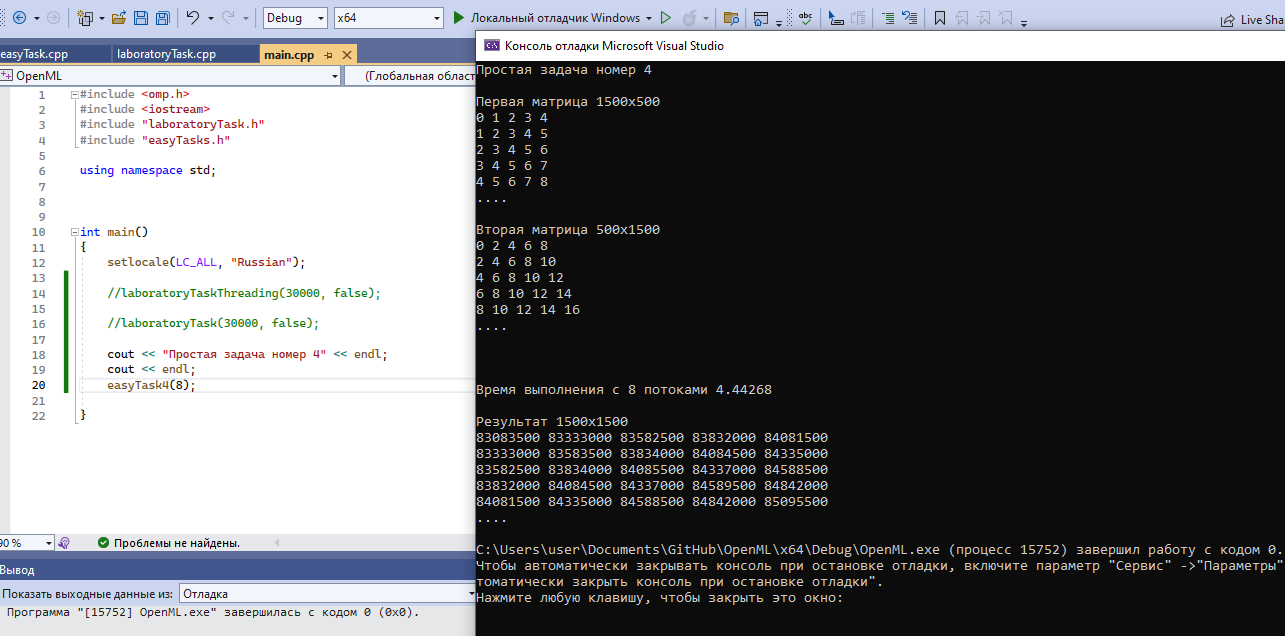 Debug
x64
Локальный отладчик Windows
Live Sha
easyTask.cpp
laboratoryTask.cpp
main.cpp
OpenML
(Глобальная област
1 #include <omp.h>
2 #include <iostream>
3 #include "laboratoryTask.h"
4 #include "easyTasks.h"
5
6 using namespace std;
7
8
9
10 int main()
11 {
12 setlocale(LC_ALL, "Russian");
13
14 //laboratoryTaskThreading(30000, false);
15
16 //laboratoryTask(30000, false);
17
18 cout << "Простая задача номер 4" << endl;
19 cout << endl;
20 easyTask4(8);
21
22 }
90 %
Проблемы не найдены.
Вывод
Показать выходные данные из:
Отладка
Программа "[15752] OpenML.exe" завершилась с кодом 0 (0x0).
Консоль отладки Microsoft Visual Studio
Простая задача номер 4
Первая матрица 1500x500
0 1 2 3 4
1 2 3 4 5
2 3 4 5 6
3 4 5 6 7
4 5 6 7 8
....
Вторая матрица 500x1500
0 2 4 6 8
2 4 6 8 10
4 6 8 10 12
6 8 10 12 14
8 10 12 14 16
....
Время выполнения с 8 потоками 4.44268
Результат 1500x1500
83083500 83333000 83582500 83832000 84081500
83333000 83583500 83834000 84084500 84335000
83582500 83834000 84085500 84337000 84588500
83832000 84084500 84337000 84589500 84842000
84081500 84335000 84588500 84842000 85095500
....
C:\Users\user\Documents\GitHub\OpenML\x64\Debug\OpenML.exe (процесс 15752) завершил работу с кодом 0.
Чтобы автоматически закрывать консоль при остановке отладки, включите параметр "Сервис" ->"Параметры"
томатически закрыть консоль при остановке отладки".
Нажмите любую клавишу, чтобы закрыть это окно: